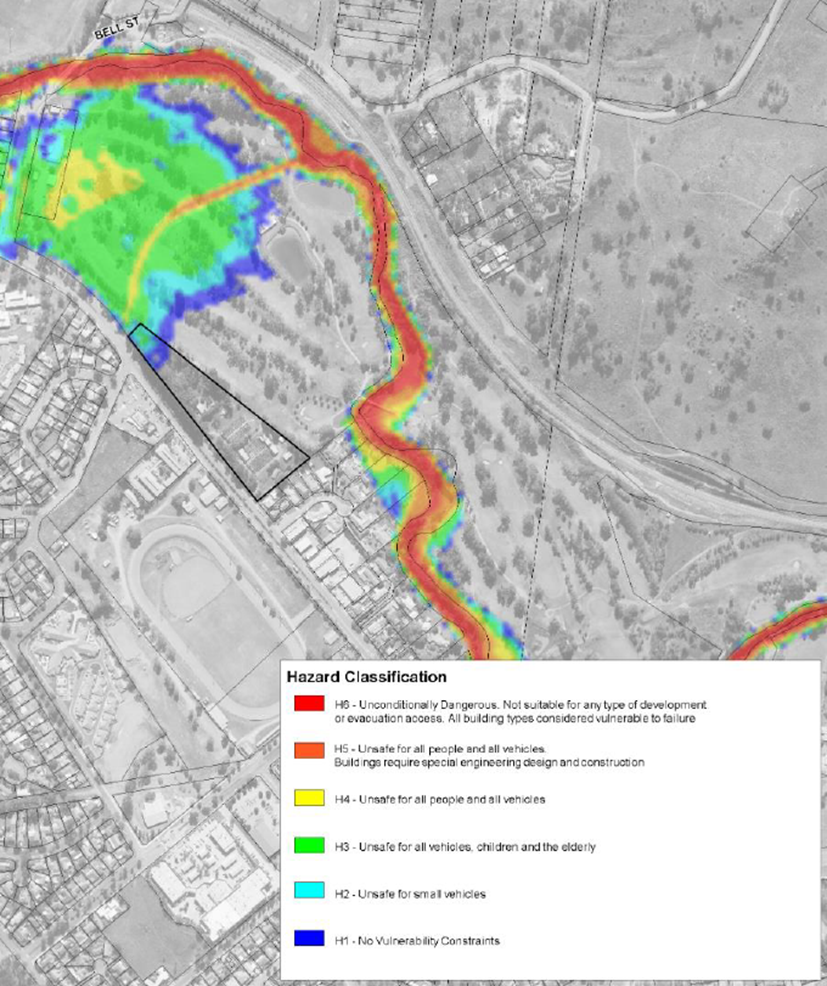 BELL ST
Hazard Classification
H6 - Unconditionally Dangerous. Not suitable for any type of development
or evacuation access. All building types considered vulnerable to failure
H5 - Unsafe for all people and all vehicles.
Buildings require special engineering design and construction
H4 - Unsafe for all people and all vehicles
H3 - Unsafe for all vehicles, children and the elderly
H2 - Unsafe for small vehicles
H1 - No Vulnerability Constraints